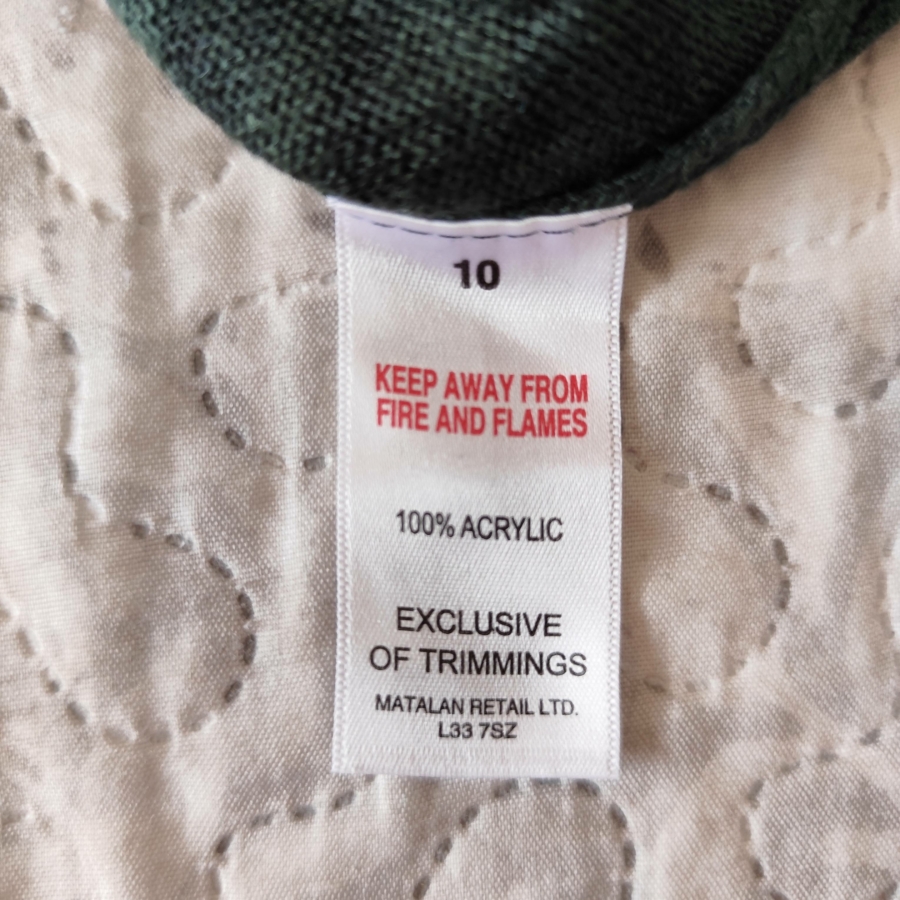 10
KEEP AWAY FROM
FIRE AND FLAMES
100% ACRYLIC
EXCLUSIVE
OF TRIMMINGS
MATALAN RETAIL LTD.
L33 7SZ